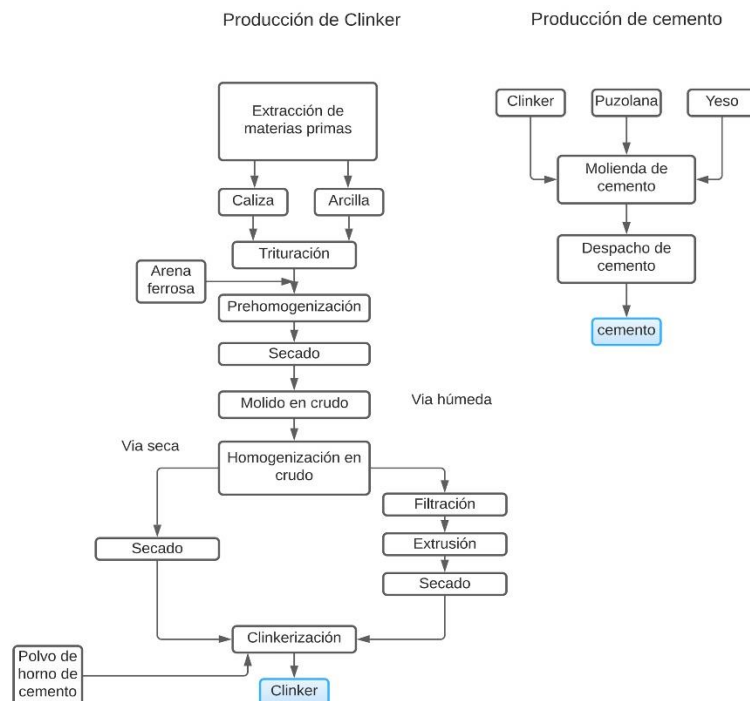 Producción de Clinker
Producción de cemento
Extracción de
materias primas
Caliza
Arcilla
Trituración
Arena
ferrosa
Prehomogenización
Secado
Molido en crudo
Via húmeda
Via seca
Homogenización en
crudo
Secado
Filtración
Extrusión
Secado
Clinkerización
Polvo de
horno de
cemento
Clinker
Clinker
Puzolana
Yeso
Molienda de
cemento
Despacho de
cemento
cemento